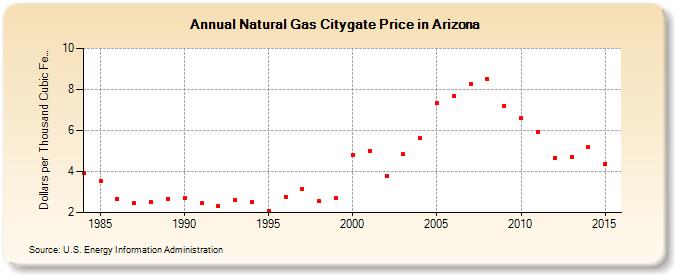 Annual Natural Gas Citygate Price in Arizona
Dollars per Thousand Cubic Fe...
10
8
6
4
2
1985 1990 1995 2000 2005 2010 2015
Source: U.S. Energy Information Administration